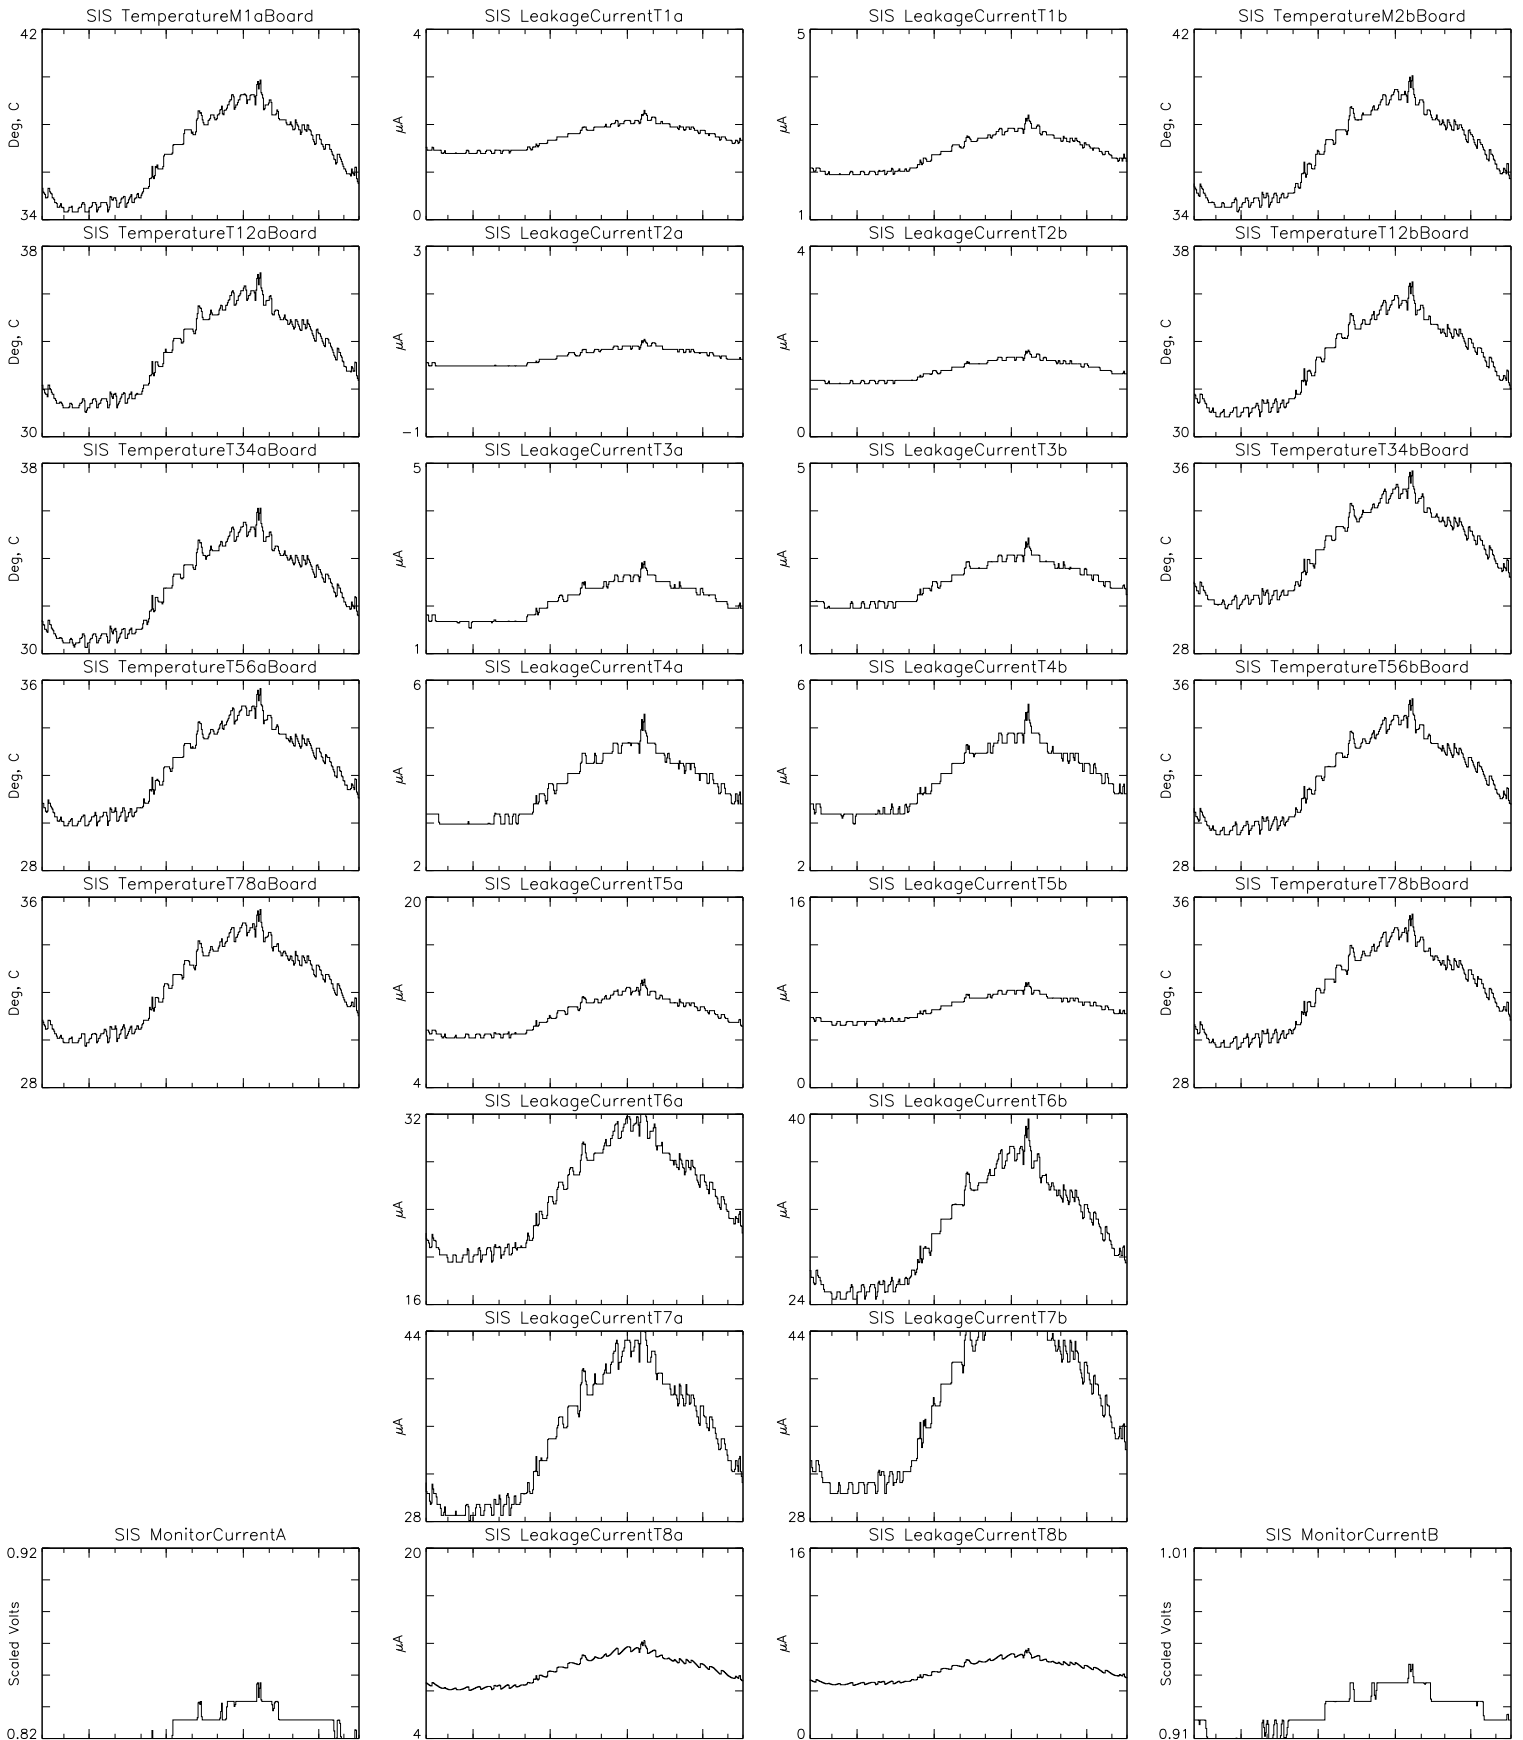 SIS TemperatureM1aBoard
SIS LeakageCurrentT1a
SIS LeakageCurrentT1b
SIS TemperatureM2bBoard
42
Deg, C
34
4
μA
0
5
μA
1
42
Deg, C
34
SIS TemperatureT12aBoard
SIS LeakageCurrentT2a
SIS LeakageCurrentT2b
SIS TemperatureT12bBoard
38
Deg, C
30
3
μA
-1
4
μA
0
38
Deg, C
30
SIS TemperatureT34aBoard
SIS LeakageCurrentT3a
SIS LeakageCurrentT3b
SIS TemperatureT34bBoard
38
Deg, C
30
5
μA
1
5
μA
1
36
Deg, C
28
SIS TemperatureT56aBoard
SIS LeakageCurrentT4a
SIS LeakageCurrentT4b
SIS TemperatureT56bBoard
36
Deg, C
28
6
μA
2
6
μA
2
36
Deg, C
28
SIS TemperatureT78aBoard
SIS LeakageCurrentT5a
SIS LeakageCurrentT5b
SIS TemperatureT78bBoard
36
Deg, C
28
20
μA
4
16
μA
0
36
Deg, C
28
SIS LeakageCurrentT6a
SIS LeakageCurrentT6b
32
μA
16
40
μA
24
SIS LeakageCurrentT7a
SIS LeakageCurrentT7b
44
μA
28
44
μA
28
SIS MonitorCurrentA
SIS LeakageCurrentT8a
SIS LeakageCurrentT8b
SIS MonitorCurrentB
0.92
Scaled Volts
0.82
20
μA
4
16
μA
0
1.01
Scaled Volts
0.91